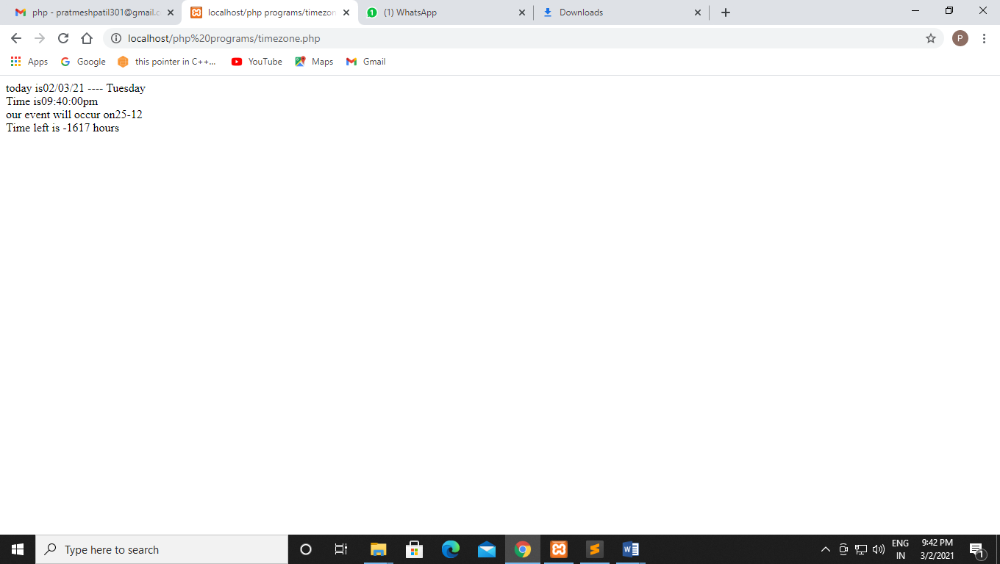 php - pratmeshpatil301@gmail.c
localhost/php programs/timezon
(1) WhatsApp
Downloads
localhost/php%20programs/timezone.php
P
Apps
Google
this pointer in C++...
YouTube
Maps
Gmail
today is02/03/21 ---- Tuesday
Time is09:40:00pm
our event will occur on25-12
Time left is -1617 hours
Type here to search
ENG
IN
9:42 PM
3/2/2021
1